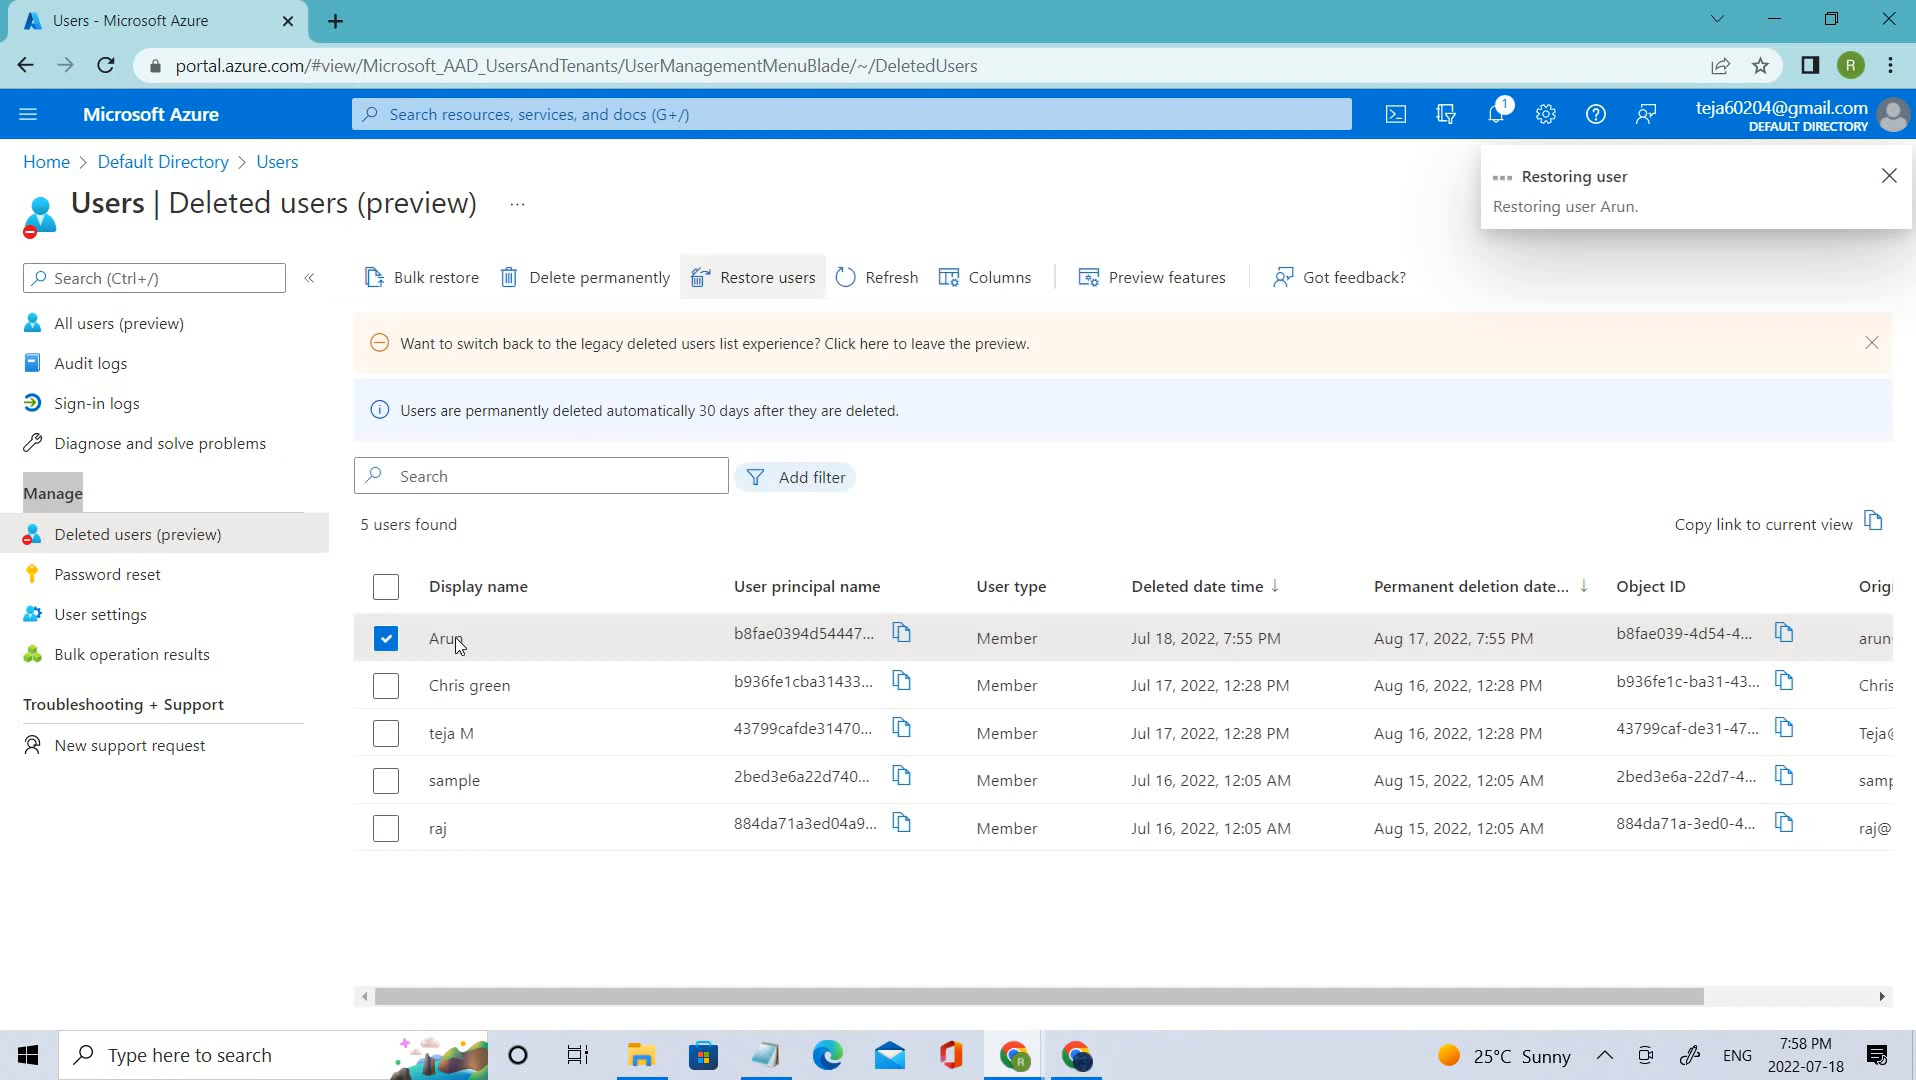 Users - Microsoft Azure
portal.azure.com/#view/Microsoft_AAD_UsersAndTenants/UserManagementMenuBlade/~/DeletedUsers
R
Microsoft Azure
Search resources, services, and docs (G+/)
1
teja60204@gmail.com
DEFAULT DIRECTORY
Home > Default Directory > Users
Users | Deleted users (preview) ...
Restoring user
Restoring user Arun.
Search (Ctrl+/)
«
Bulk restore
Delete permanently
Restore users
Refresh
Columns
Preview features
Got feedback?
All users (preview)
Audit logs
Sign-in logs
Diagnose and solve problems
Manage
Deleted users (preview)
Password reset
User settings
Bulk operation results
Troubleshooting + Support
New support request
Want to switch back to the legacy deleted users list experience? Click here to leave the preview.
Users are permanently deleted automatically 30 days after they are deleted.
Search
Add filter
5 users found
Copy link to current view
Display name User principal name User type Deleted date time ↓ Permanent deletion date... ↓ Object ID Origi
Arun b8fae0394d54447... Member Jul 18, 2022, 7:55 PM Aug 17, 2022, 7:55 PM b8fae039-4d54-4... arun
Chris green b936fe1cba31433... Member Jul 17, 2022, 12:28 PM Aug 16, 2022, 12:28 PM b936fe1c-ba31-43... Chris
teja M 43799cafde31470... Member Jul 17, 2022, 12:28 PM Aug 16, 2022, 12:28 PM 43799caf-de31-47... Teja@
sample 2bed3e6a22d740... Member Jul 16, 2022, 12:05 AM Aug 15, 2022, 12:05 AM 2bed3e6a-22d7-4... samp
raj 884da71a3ed04a9... Member Jul 16, 2022, 12:05 AM Aug 15, 2022, 12:05 AM 884da71a-3ed0-4... raj@
Type here to search
R
25°C Sunny
ENG
7:58 PM
2022-07-18